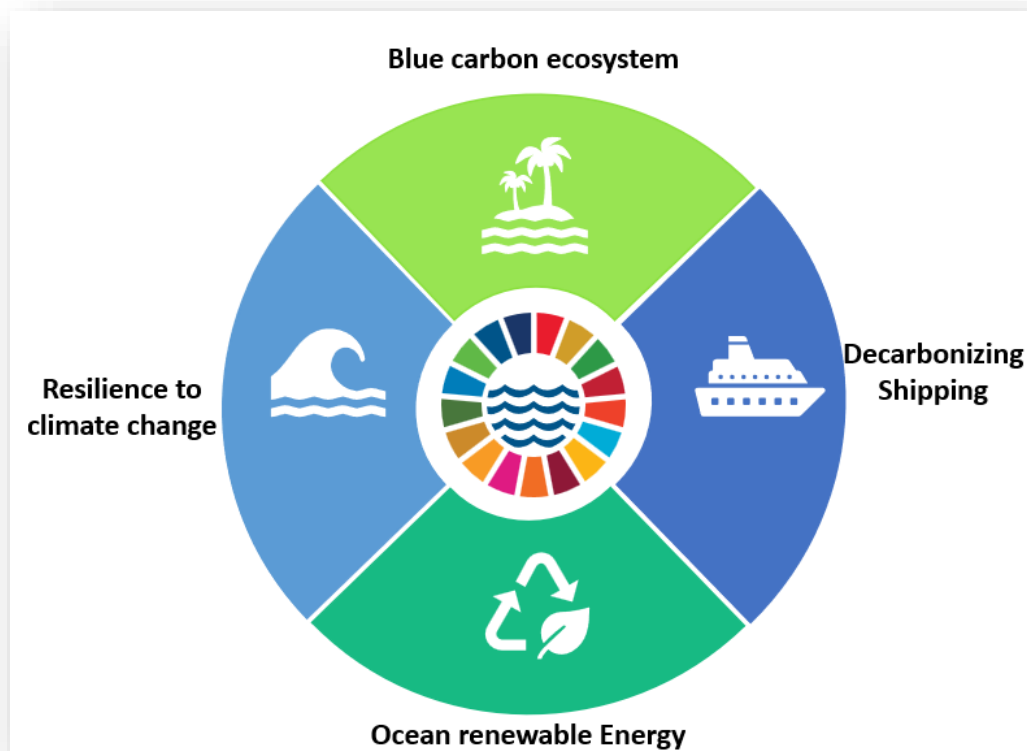 Blue carbon ecosystem
Decarbonizing
Shipping
Resilience to
climate change
Ocean renewable Energy